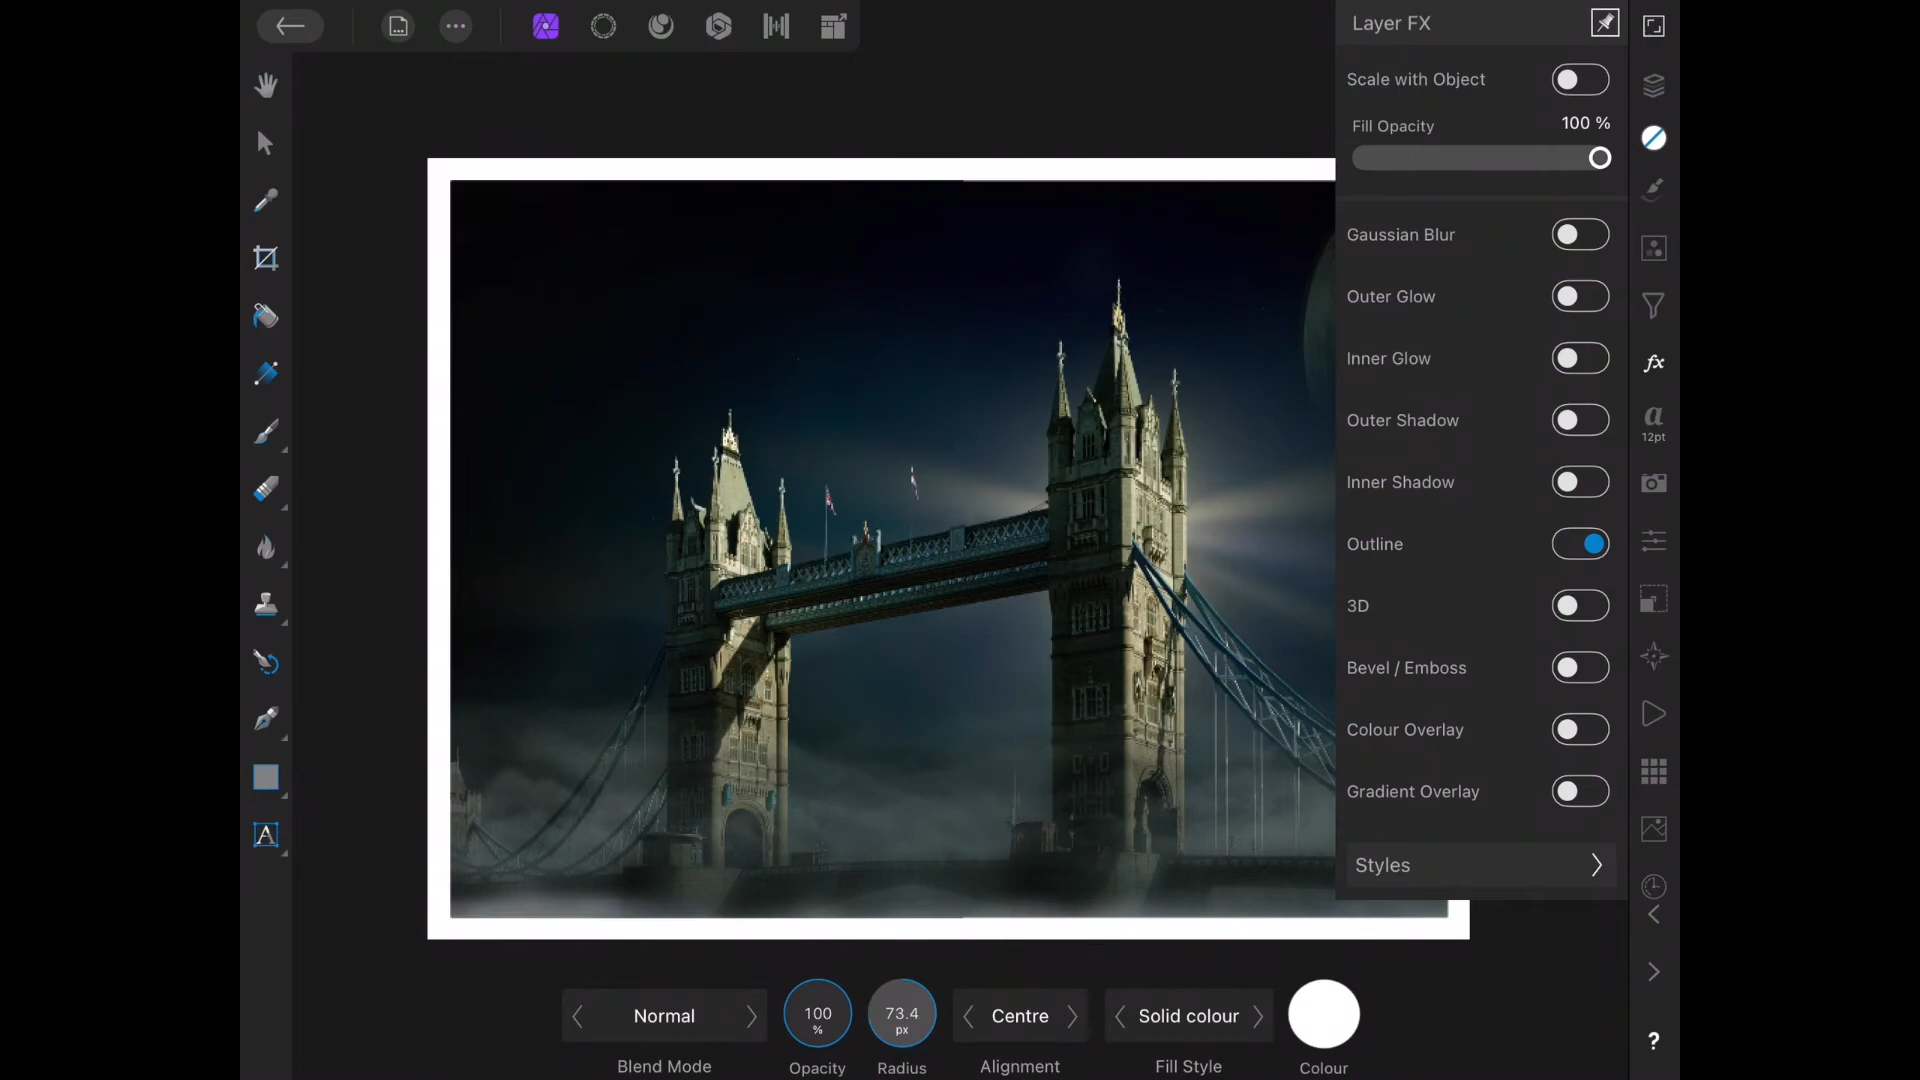 Layer FX
Scale with Object
Fill Opacity
100 %
Gaussian Blur
Outer Glow
Inner Glow
Outer Shadow
Inner Shadow
Outline
3D
Bevel / Emboss
Colour Overlay
Gradient Overlay
Styles
a
12pt
fx
A
Normal
100
%
73.4
px
Centre
Solid colour
Blend Mode
Opacity
Radius
Alignment
Fill Style
Colour
?